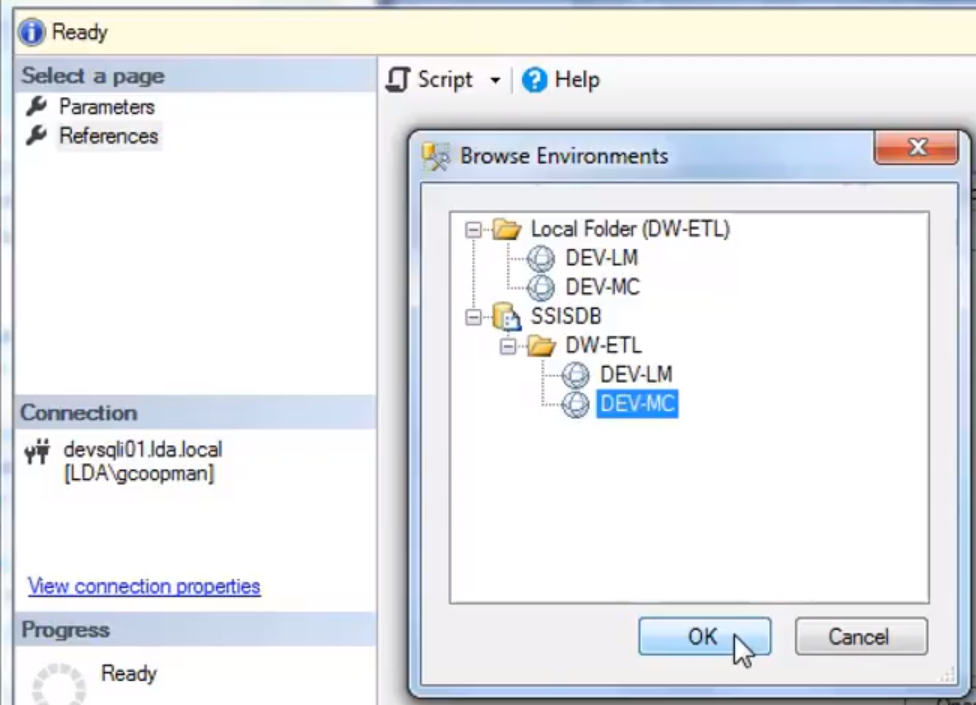 Ready
Select a page
Parameters
References
Script
Help
Browse Environments
Local Folder (DW-ETL)
DEV-LM
DEV-MC
SSISDB
DW-ETL
DEV-LM
DEV-MC
Connection
devsqli01.lda.local
[LDA\gcoopman]
View connection properties
Progress
Ready
OK
Cancel